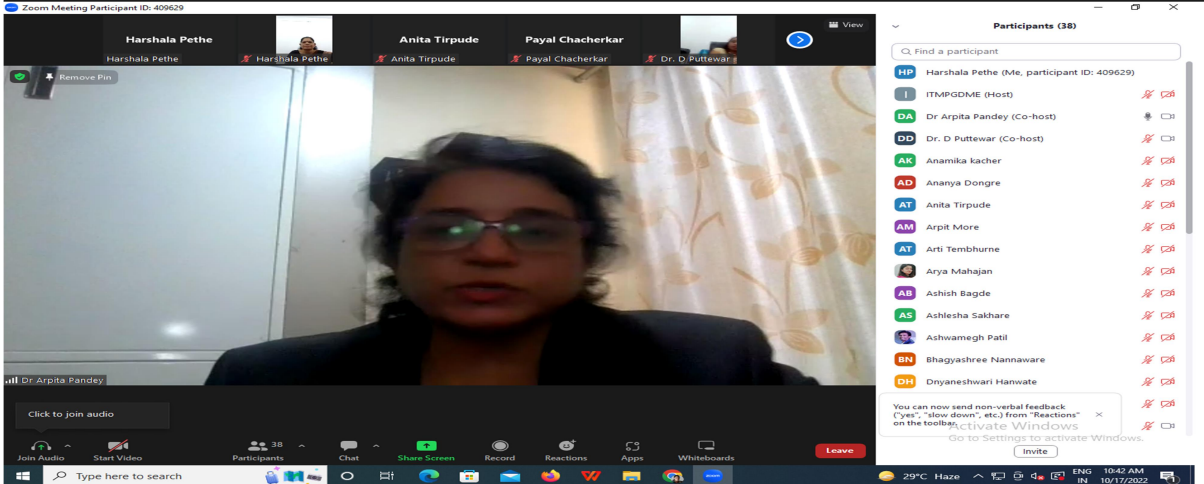 Zoom Meeting Participant ID: 409629
View
Harshala Pethe
Anita Tirpude
Payal Chacherkar
Harshala Pethe
Harshala Pethe
Anita Tirpude
Payal Chacherkar
Dr. D Puttewar
Remove Pin
Dr Arpita Pandey
Click to join audio
Join Audio
Start Video
38
Participants
Chat
Share Screen
Record
Reactions
Apps
Whiteboards
Leave
Participants (38)
Find a participant
HP Harshala Pethe (Me, participant ID: 409629)
I ITMPGDME (Host)
DA Dr Arpita Pandey (Co-host)
DD Dr. D Puttewar (Co-host)
AK Anamika kacher
AD Ananya Dongre
AT Anita Tirpude
AM Arpit More
AT Arti Tembhurne
Arya Mahajan
AB Ashish Bagde
AS Ashlesha Sakhare
Ashwamegh Patil
BN Bhagyashree Nannaware
DH Dnyaneshwari Hanwate
You can now send non-verbal feedback
("yes", "slow down", etc.) from "Reactions"
on the toolbar.
Activate Windows
Go to Settings to activate Windows.
Invite
Type here to search
29°C Haze
ENG
IN
10:42 AM
10/17/2022